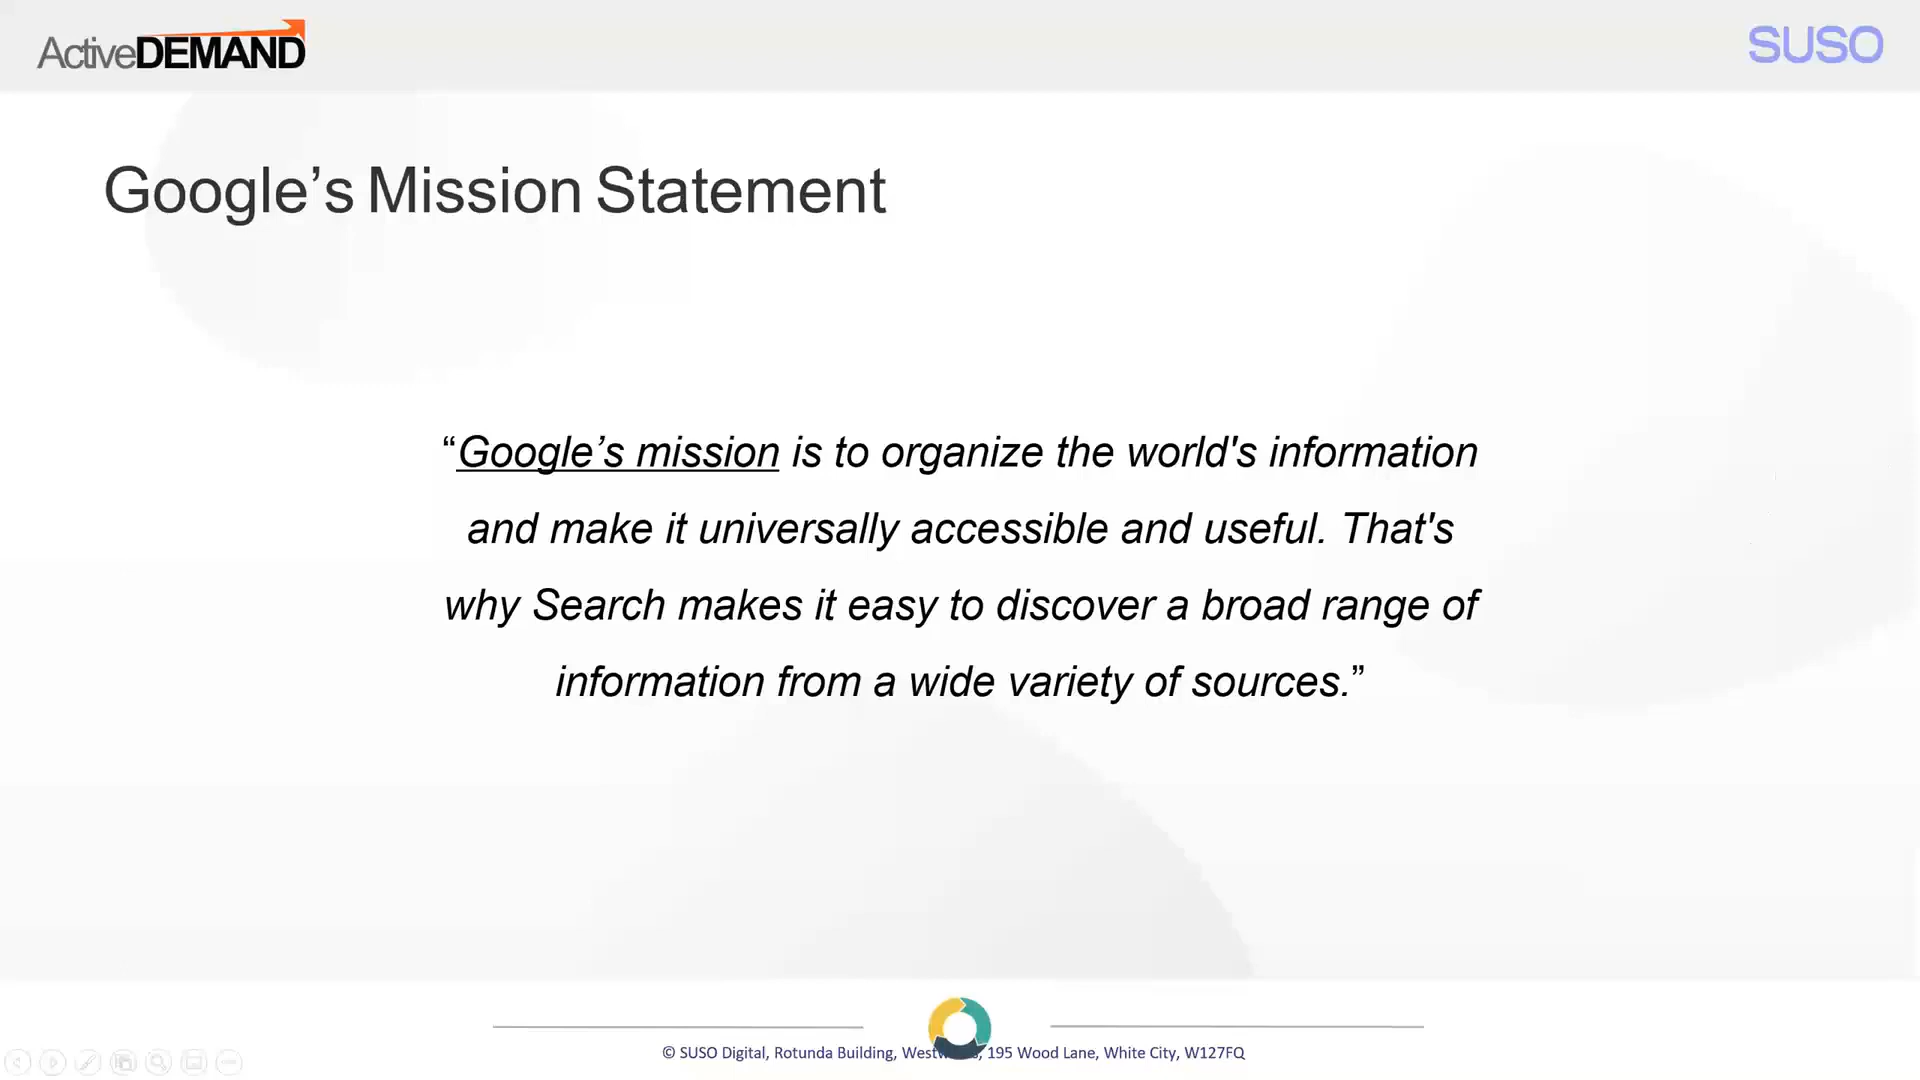 ActiveDEMAND
SUSO
Google’s Mission Statement
“Google’s mission is to organize the world's information
and make it universally accessible and useful. That's
why Search makes it easy to discover a broad range of
information from a wide variety of sources.”
© SUSO Digital, Rotunda Building, 195 Wood Lane, White City, W127FQ